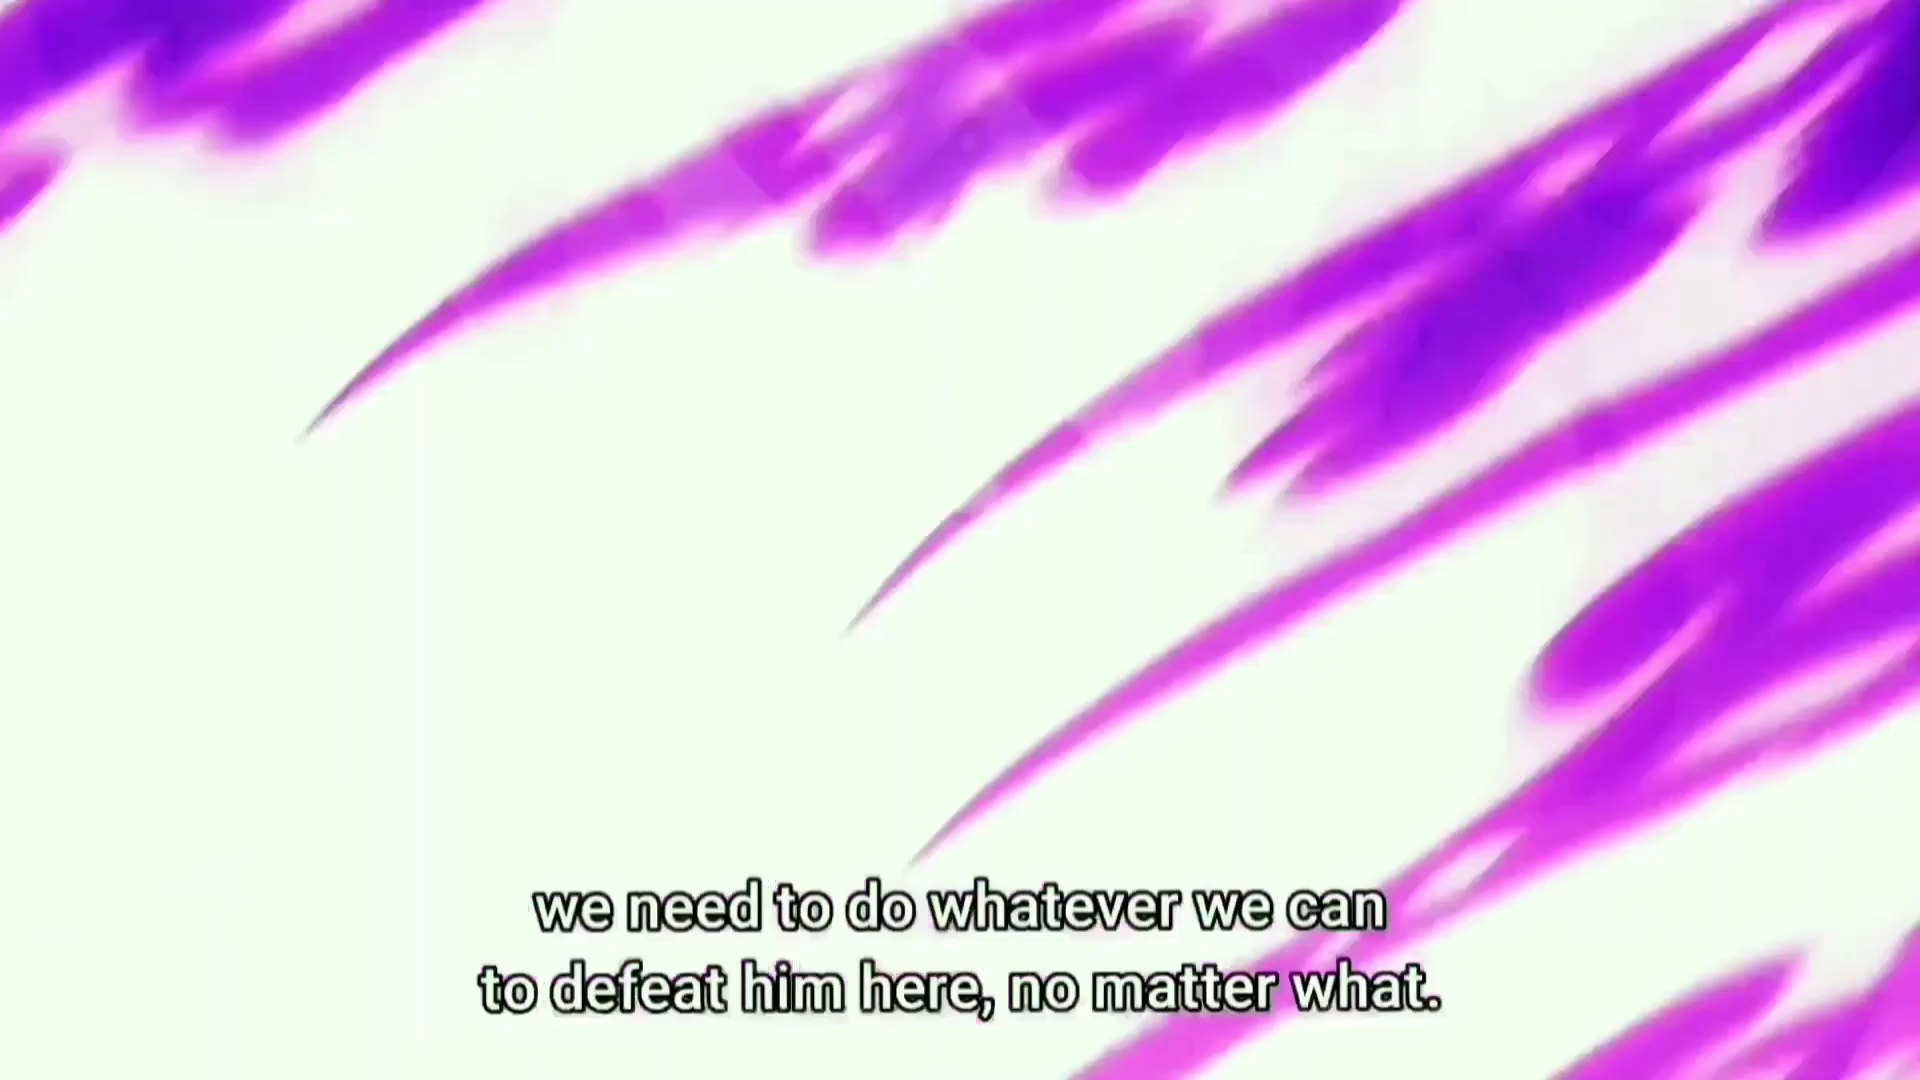 we need to do whatever we can
to defeat him here, no matter what.